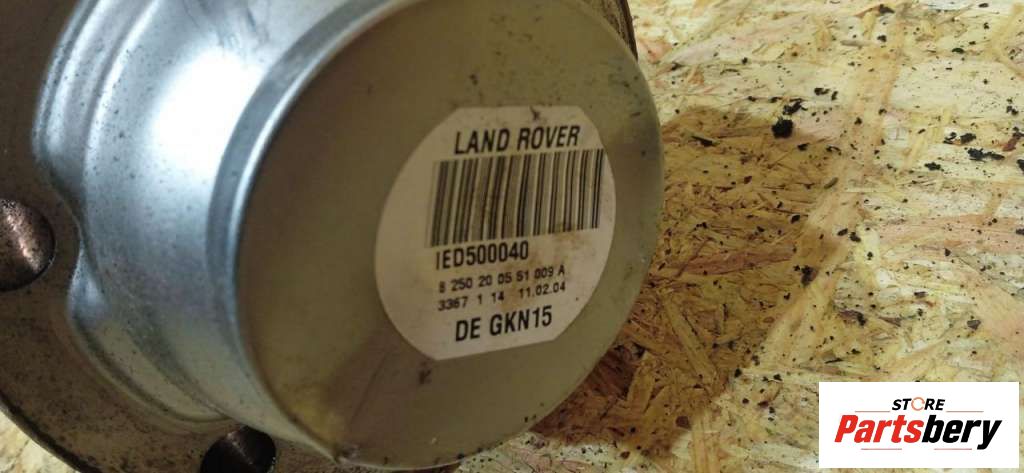 LAND ROVER
IED500040
8 250 20 05 51 009 A
3367 1 14 11.02.04
DE GKN15
STORE
Partsbery